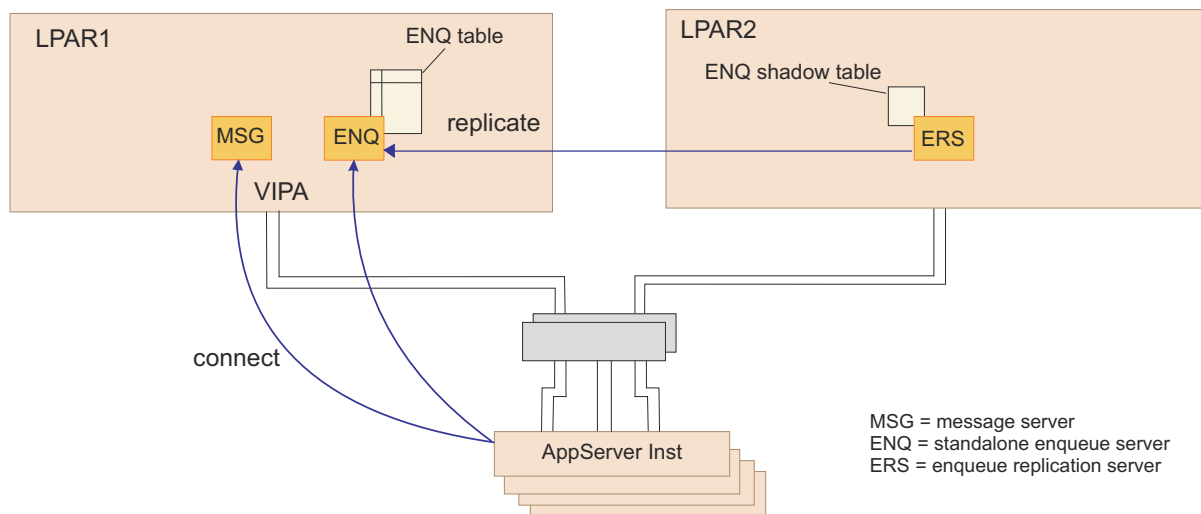 LPAR1
ENQ table
MSG
ENQ
replicate
VIPA
LPAR2
ENQ shadow table
ERS
connect
AppServer Inst
MSG = message server
ENQ = standalone enqueue server
ERS = enqueue replication server